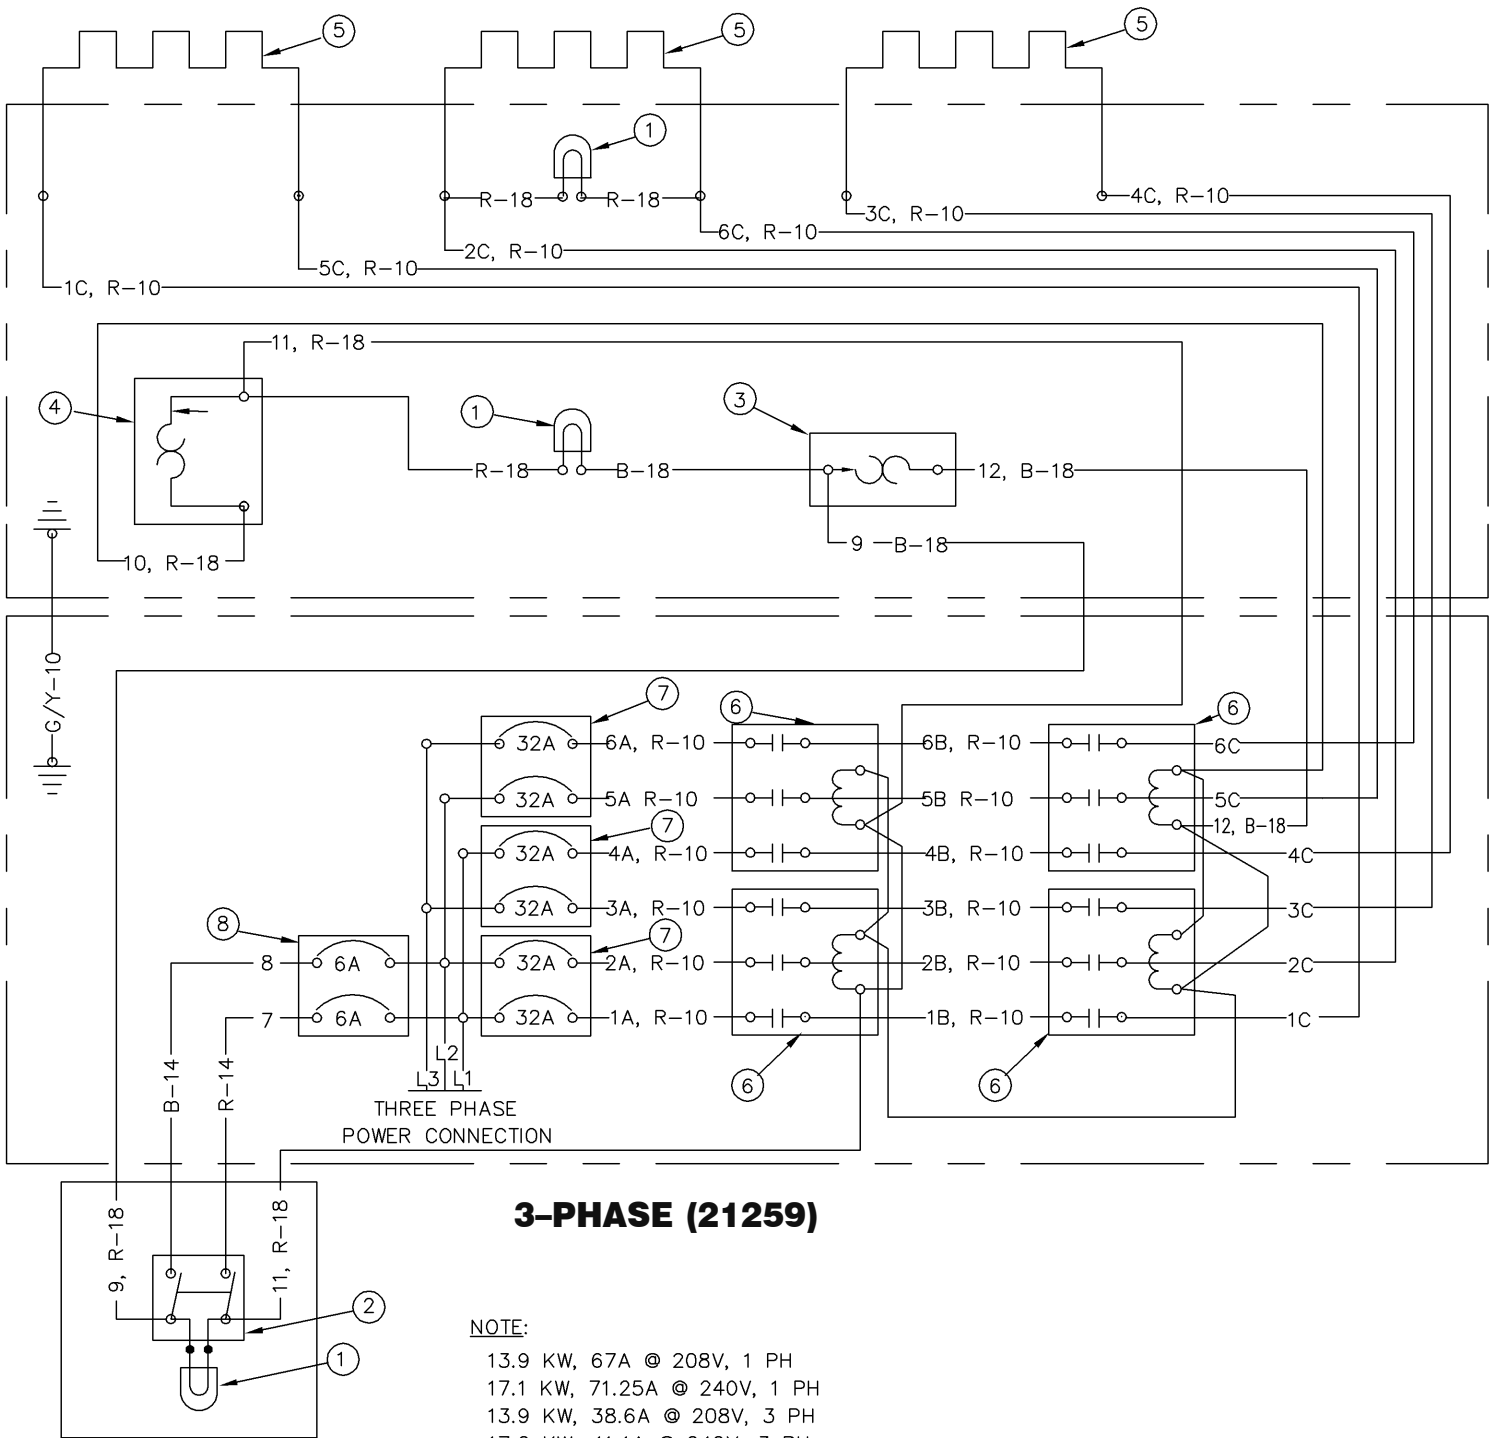 5
5
5
1
R-18
R-18
4C, R-10
3C, R-10
6C, R-10
2C, R-10
5C, R-10
1C, R-10
11, R-18
4
1
3
R-18
B-18
12, B-18
9
B-18
10, R-18
G/Y-10
7
6
6
32A
6A, R-10
6B, R-10
6C
32A
5A R-10
5B R-10
5C
7
12, B-18
32A
4A, R-10
4B, R-10
4C
32A
3A, R-10
3B, R-10
3C
8
7
8
6A
32A
2A, R-10
2B, R-10
2C
7
6A
32A
1A, R-10
1B, R-10
1C
L2
L3
L1
6
6
B-14
R-14
THREE PHASE
POWER CONNECTION
9, R-18
11, R-18
3-PHASE (21259)
2
1
NOTE:
13.9 KW, 67A @ 208V, 1 PH
17.1 KW, 71.25A @ 240V, 1 PH
13.9 KW, 38.6A @ 208V, 3 PH